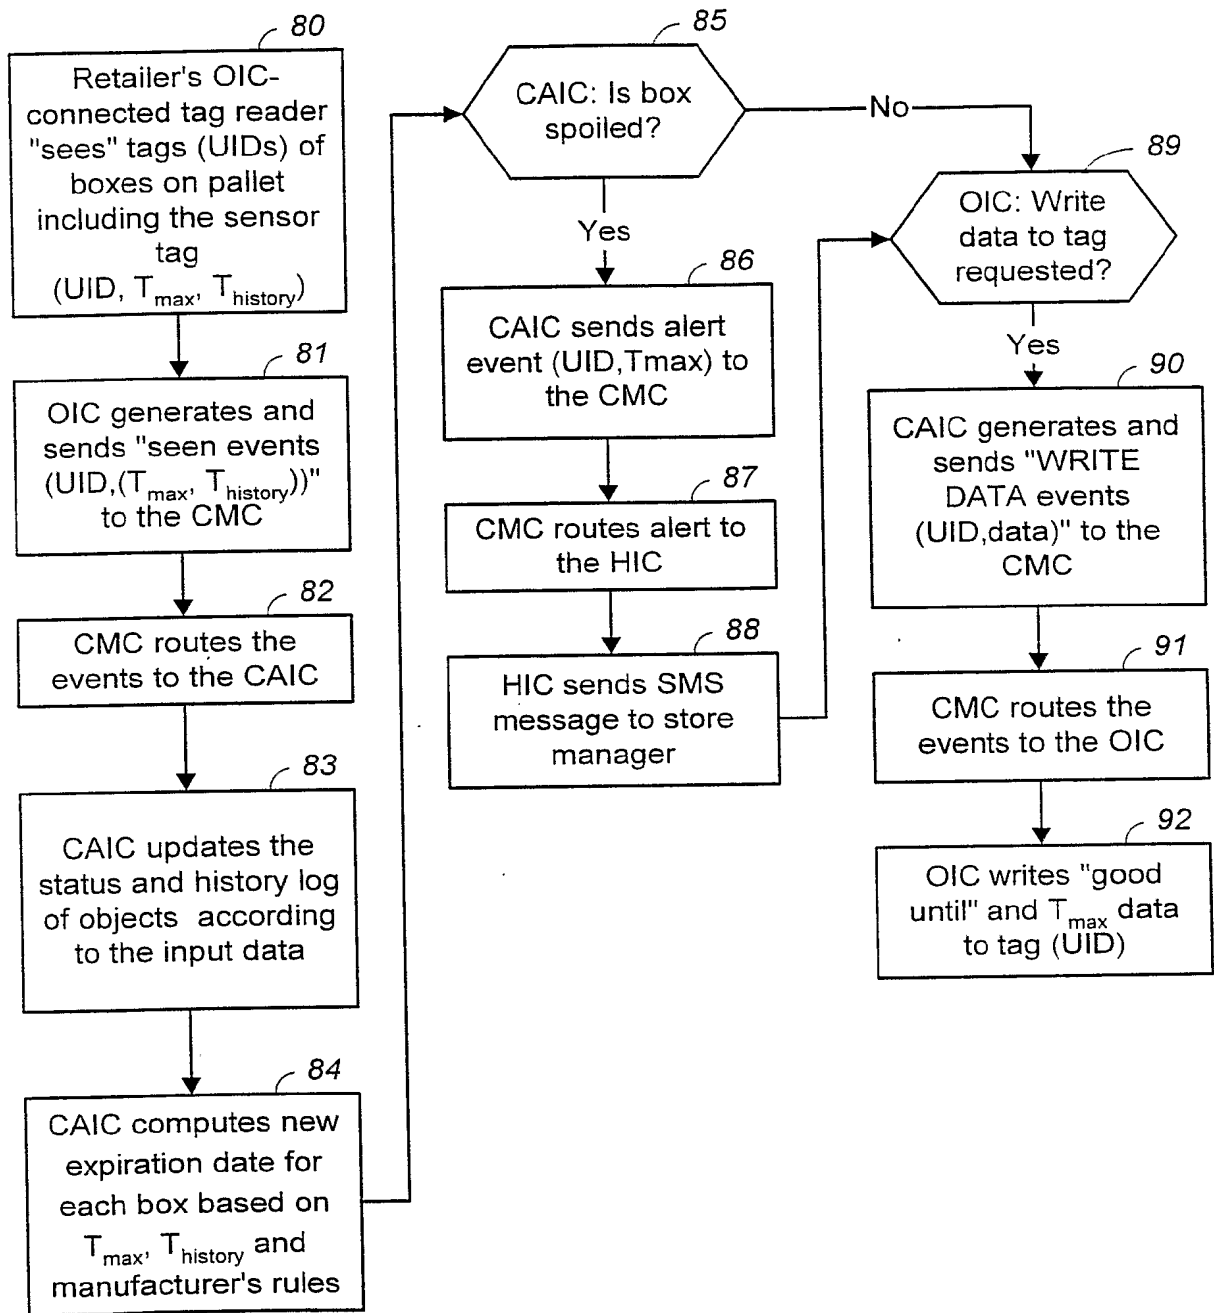 80
Retailer's OIC-
connected tag reader
"sees" tags (UIDs) of
boxes on pallet
including the sensor
tag
(UID, Tmax, Thistory)
81
OIC generates and
sends "seen events
(UID,(Tmax, Thistory))"
to the CMC
82
CMC routes the
events to the CAIC
83
CAIC updates the
status and history log
of objects according
to the input data
84
CAIC computes new
expiration date for
each box based on
Tmax, Thistory and
manufacturer's rules
85
CAIC: Is box
spoiled?
No
Yes
86
CAIC sends alert
event (UID,Tmax) to
the CMC
87
CMC routes alert to
the HIC
88
HIC sends SMS
message to store
manager
89
OIC: Write
data to tag
requested?
Yes
90
CAIC generates and
sends "WRITE
DATA events
(UID,data)" to the
CMC
91
CMC routes the
events to the OIC
92
OIC writes "good
until" and Tmax data
to tag (UID)